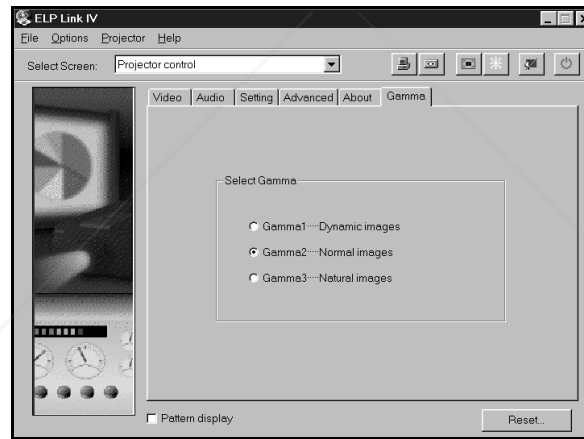 ELP Link IV
File Options Projector Help
Select Screen: Projector control
Video Audio Setting Advanced About Gamma
Select Gamma
Gamma1····Dynamic images
Gamma2····Normal images
Gamma3····Natural images
Pattern display
Reset...